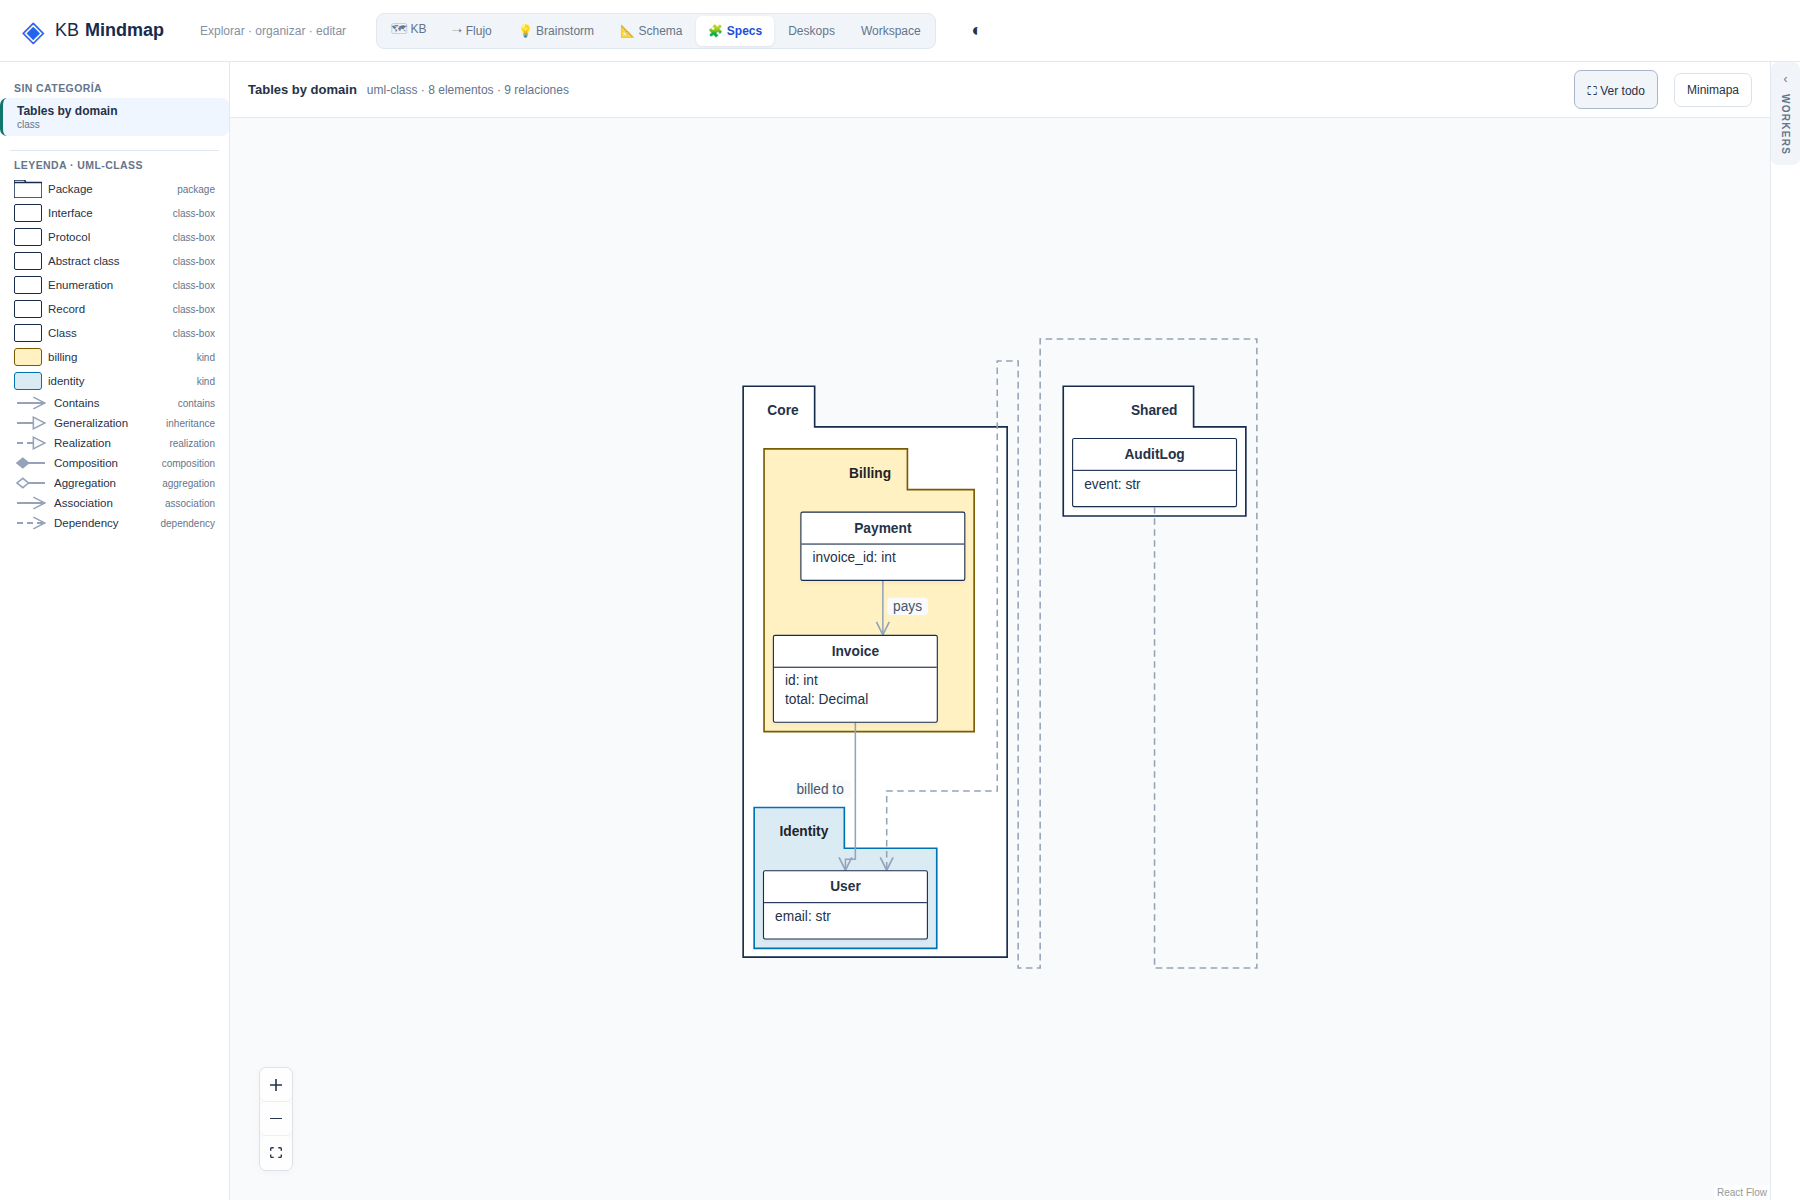 KB Mindmap
Explorar · organizar · editar
KB
Flujo
Brainstorm
Schema
Specs
Deskops
Workspace
SIN CATEGORÍA
Tables by domain
class
LEYENDA · UML-CLASS
Package package
Interface class-box
Protocol class-box
Abstract class class-box
Enumeration class-box
Record class-box
Class class-box
billing kind
identity kind
Contains contains
Generalization inheritance
Realization realization
Composition composition
Aggregation aggregation
Association association
Dependency dependency
Tables by domain uml-class · 8 elementos · 9 relaciones
Ver todo
Minimapa
WORKERS
Core
Billing
Payment
invoice_id: int
pays
Invoice
id: int
total: Decimal
billed to
Identity
User
email: str
Shared
AuditLog
event: str
React Flow